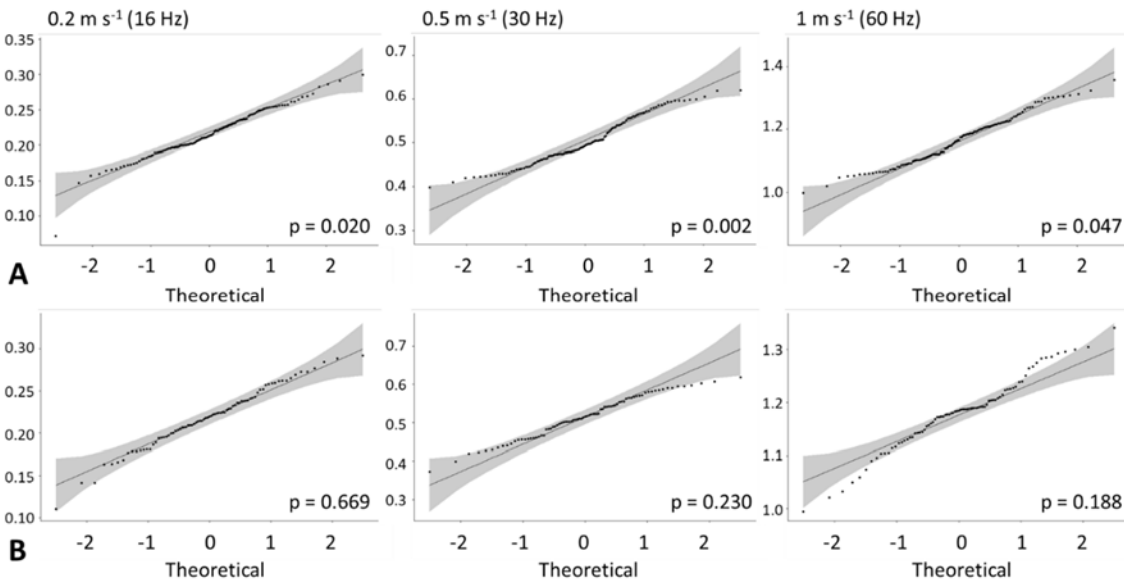 0.2 m s⁻¹ (16 Hz) 0.5 m s⁻¹ (30 Hz) 1 m s⁻¹ (60 Hz)
0.35
0.30
0.25
0.20
0.15
0.10
p = 0.020
-2 -1 0 1 2
Theoretical
0.7
0.6
0.5
0.4
0.3
p = 0.002
-2 -1 0 1 2
Theoretical
1.4
1.2
1.0
p = 0.047
-2 -1 0 1 2
Theoretical
A
0.30
0.25
0.20
0.15
0.10
p = 0.669
-2 -1 0 1 2
Theoretical
0.7
0.6
0.5
0.4
0.3
p = 0.230
-2 -1 0 1 2
Theoretical
1.3
1.2
1.1
1.0
p = 0.188
-2 -1 0 1 2
Theoretical
B